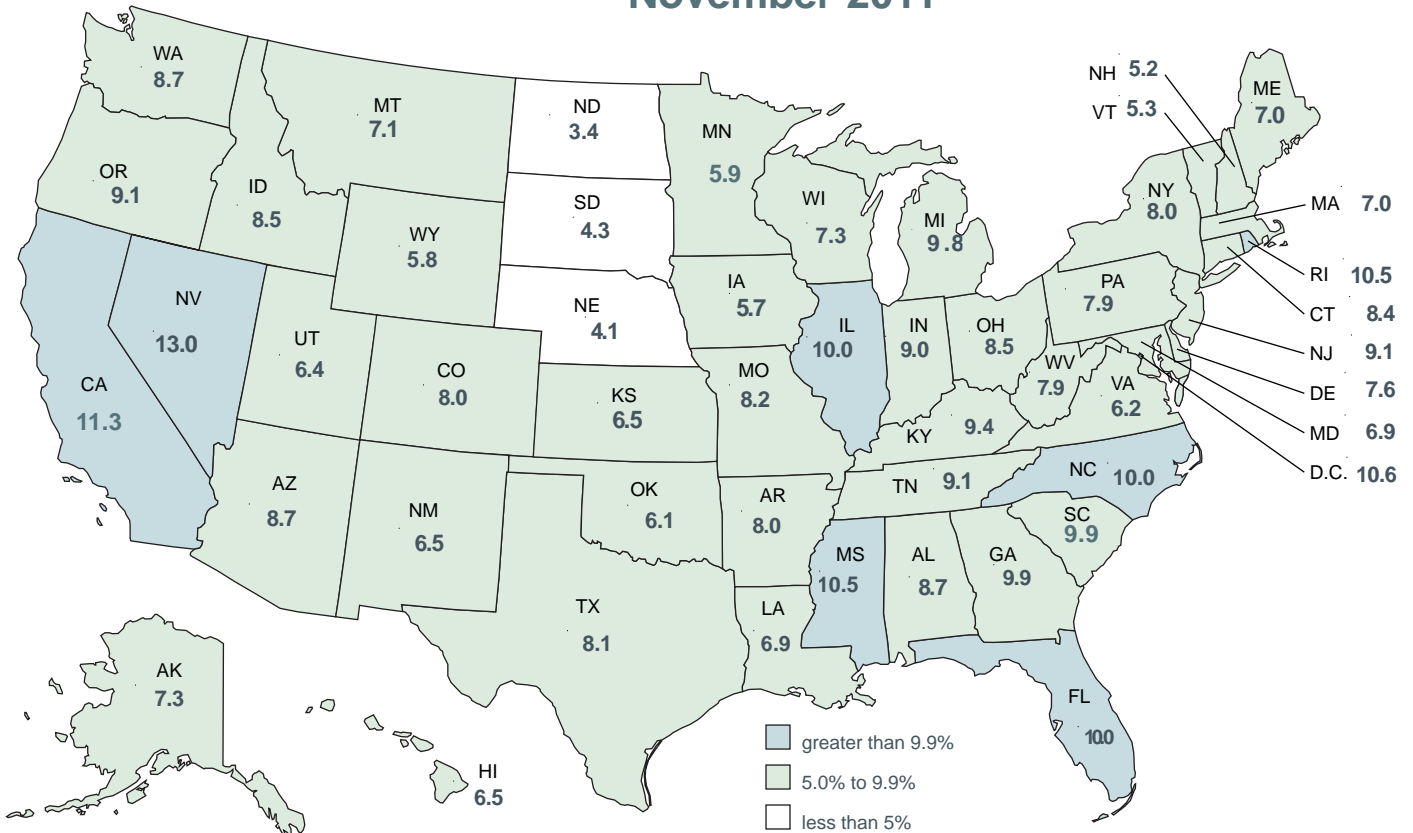 November 2011
WA
8.7
OR
9.1
CA
11.3
NV
13.0
ID
8.5
MT
7.1
WY
5.8
UT
6.4
CO
8.0
AZ
8.7
NM
6.5
ND
3.4
SD
4.3
NE
4.1
KS
6.5
OK
6.1
TX
8.1
MN
5.9
IA
5.7
MO
8.2
AR
8.0
LA
6.9
WI
7.3
IL
10.0
MI
9.8
IN
9.0
OH
8.5
KY 9.4
TN 9.1
MS
10.5
AL
8.7
GA
9.9
FL
10.0
SC
9.9
NC 10.0
VA
6.2
WV
7.9
PA
7.9
NY
8.0
NH 5.2
VT 5.3
ME
7.0
MA 7.0
RI 10.5
CT 8.4
NJ 9.1
DE 7.6
MD 6.9
D.C. 10.6
AK
7.3
HI
6.5
greater than 9.9%
5.0% to 9.9%
less than 5%